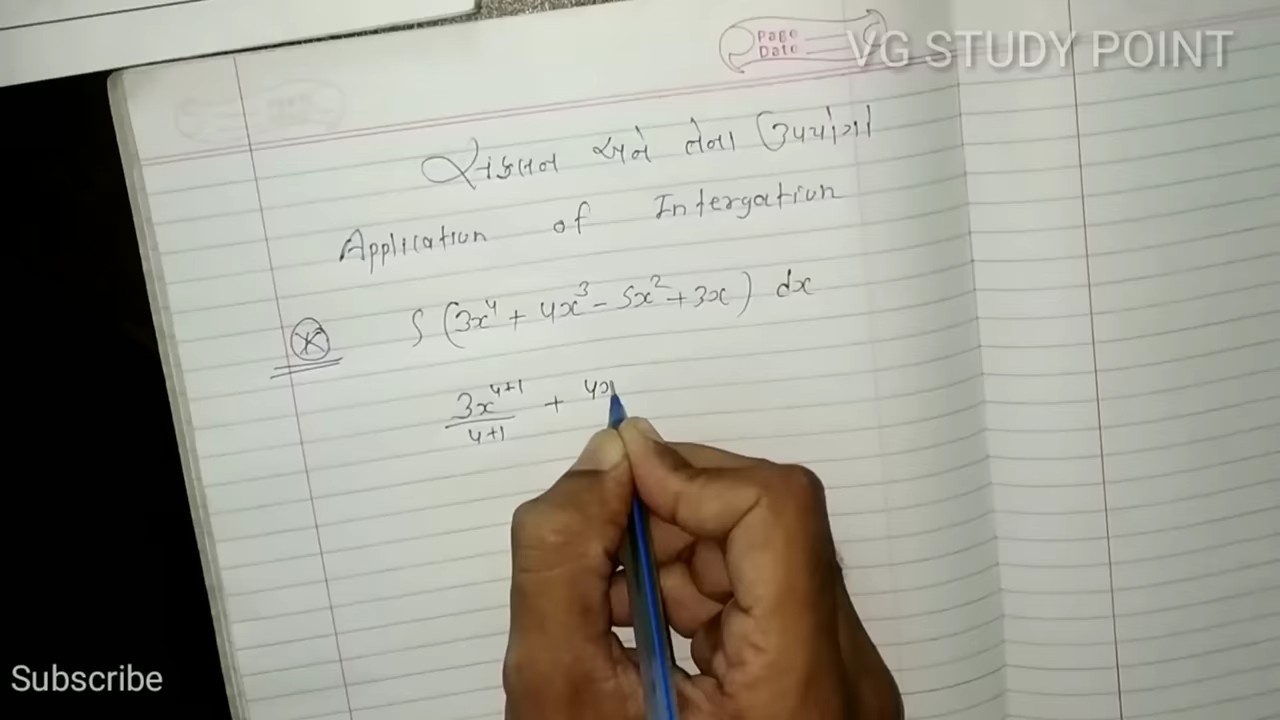 Page
Date
VG STUDY POINT
સંકલન અને તેના ઉપયોગો
Application of Intergation
∫ (3x⁴ + 4x³ − 5x² + 3x) dx
3x⁴⁺¹/4+1 + 4x
Subscribe